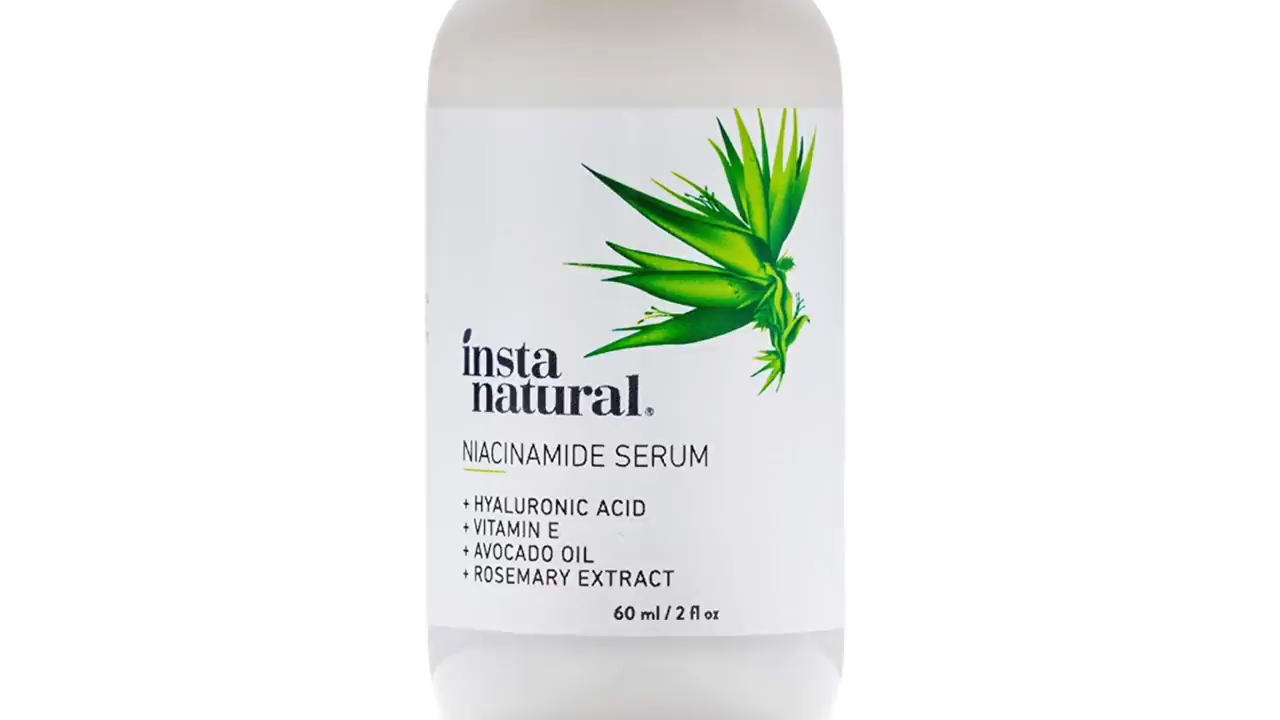 insta
natural®
NIACINAMIDE SERUM
+ HYALURONIC ACID
+ VITAMIN E
+ AVOCADO OIL
+ ROSEMARY EXTRACT
60 ml / 2 fl oz